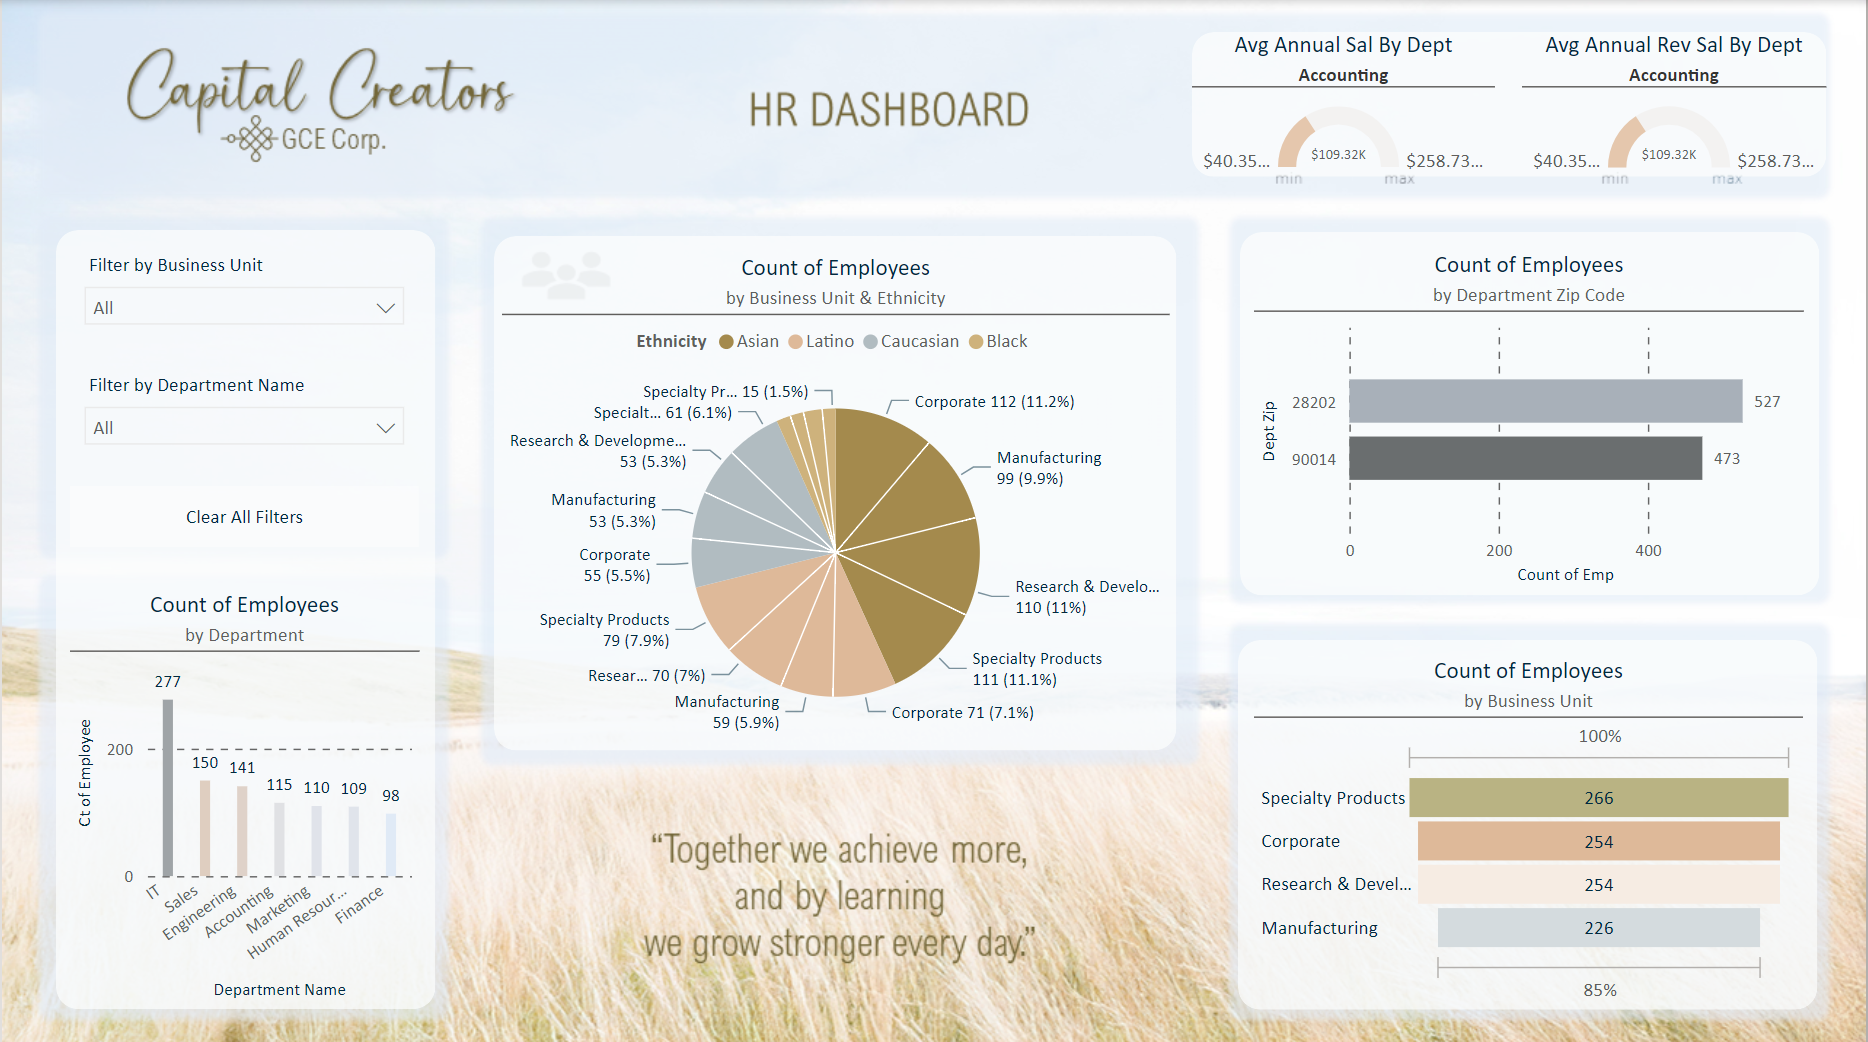 Capital Creators
GCE Corp.
HR DASHBOARD
Avg Annual Sal By Dept
Accounting
$109.32K
$40.35...
$258.73...
min
max
Avg Annual Rev Sal By Dept
Accounting
$109.32K
$40.35...
$258.73...
min
max
Filter by Business Unit
All
Filter by Department Name
All
Clear All Filters
Count of Employees
by Department
Ct of Employee
200
0
277
150
141
115
110
109
98
IT
Sales
Engineering
Accounting
Marketing
Human Resour...
Finance
Department Name
Count of Employees
by Business Unit & Ethnicity
Ethnicity Asian Latino Caucasian Black
Corporate 112 (11.2%)
Manufacturing
99 (9.9%)
Research & Develo...
110 (11%)
Specialty Products
111 (11.1%)
Corporate 71 (7.1%)
Manufacturing
59 (5.9%)
Resear... 70 (7%)
Specialty Products
79 (7.9%)
Corporate
55 (5.5%)
Manufacturing
53 (5.3%)
Research & Developme...
53 (5.3%)
Specialt... 61 (6.1%)
Specialty Pr... 15 (1.5%)
“Together we achieve more,
and by learning
we grow stronger every day.”
Count of Employees
by Department Zip Code
Dept Zip
28202
527
90014
473
0
200
400
Count of Emp
Count of Employees
by Business Unit
100%
Specialty Products
266
Corporate
254
Research & Devel...
254
Manufacturing
226
85%